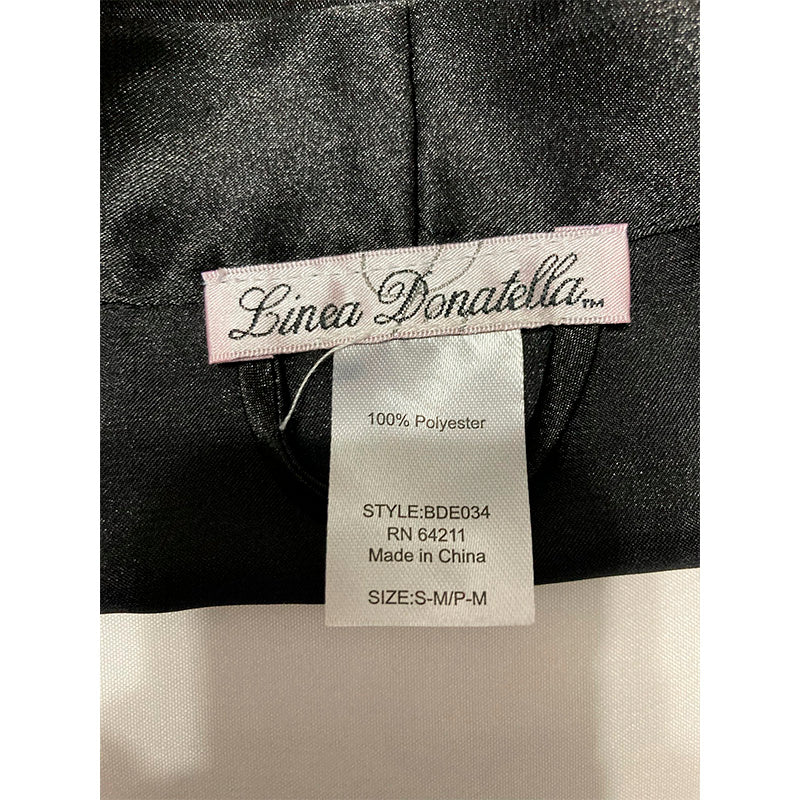 Linea Donatella™
100% Polyester
STYLE:BDE034
RN 64211
Made in China
SIZE:S-M/P-M